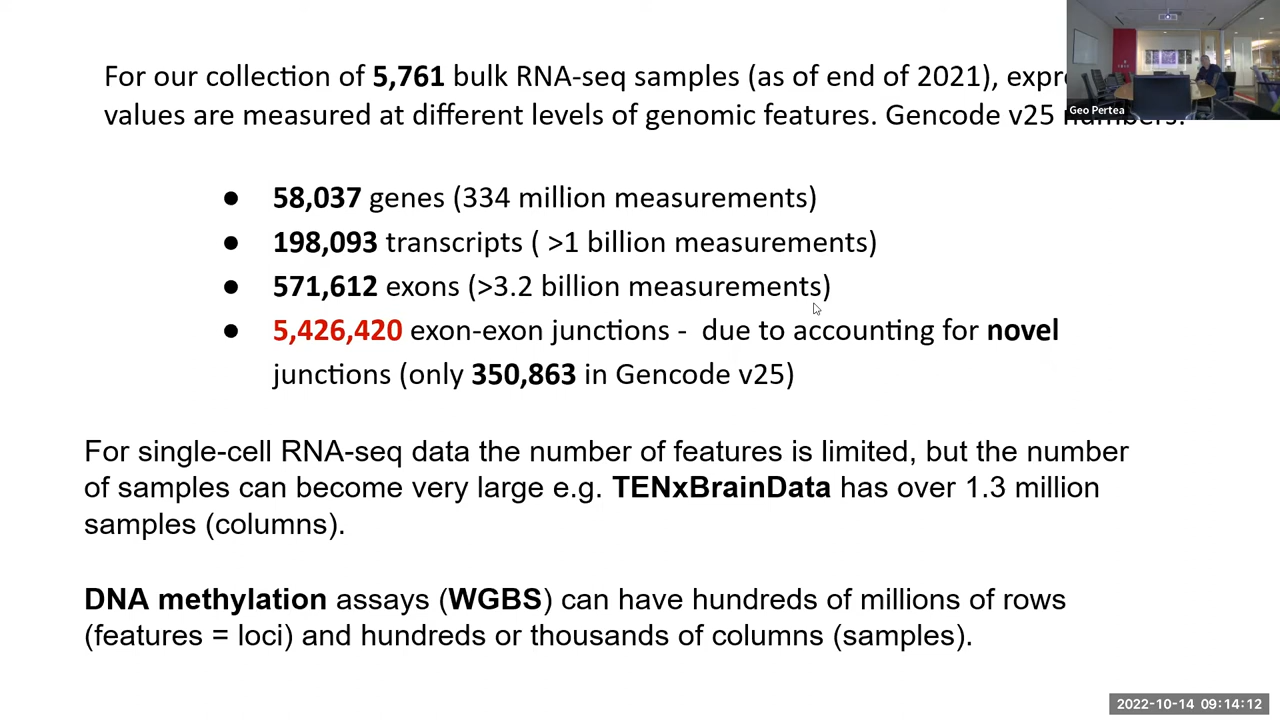 For our collection of 5,761 bulk RNA-seq samples (as of end of 2021),
values are measured at different levels of genomic features. Gencode v25
Geo Pertea
● 58,037 genes (334 million measurements)
● 198,093 transcripts ( >1 billion measurements)
● 571,612 exons (>3.2 billion measurements)
● 5,426,420 exon-exon junctions - due to accounting for novel
junctions (only 350,863 in Gencode v25)
For single-cell RNA-seq data the number of features is limited, but the number
of samples can become very large e.g. TENxBrainData has over 1.3 million
samples (columns).
DNA methylation assays (WGBS) can have hundreds of millions of rows
(features = loci) and hundreds or thousands of columns (samples).
2022-10-14 09:14:12